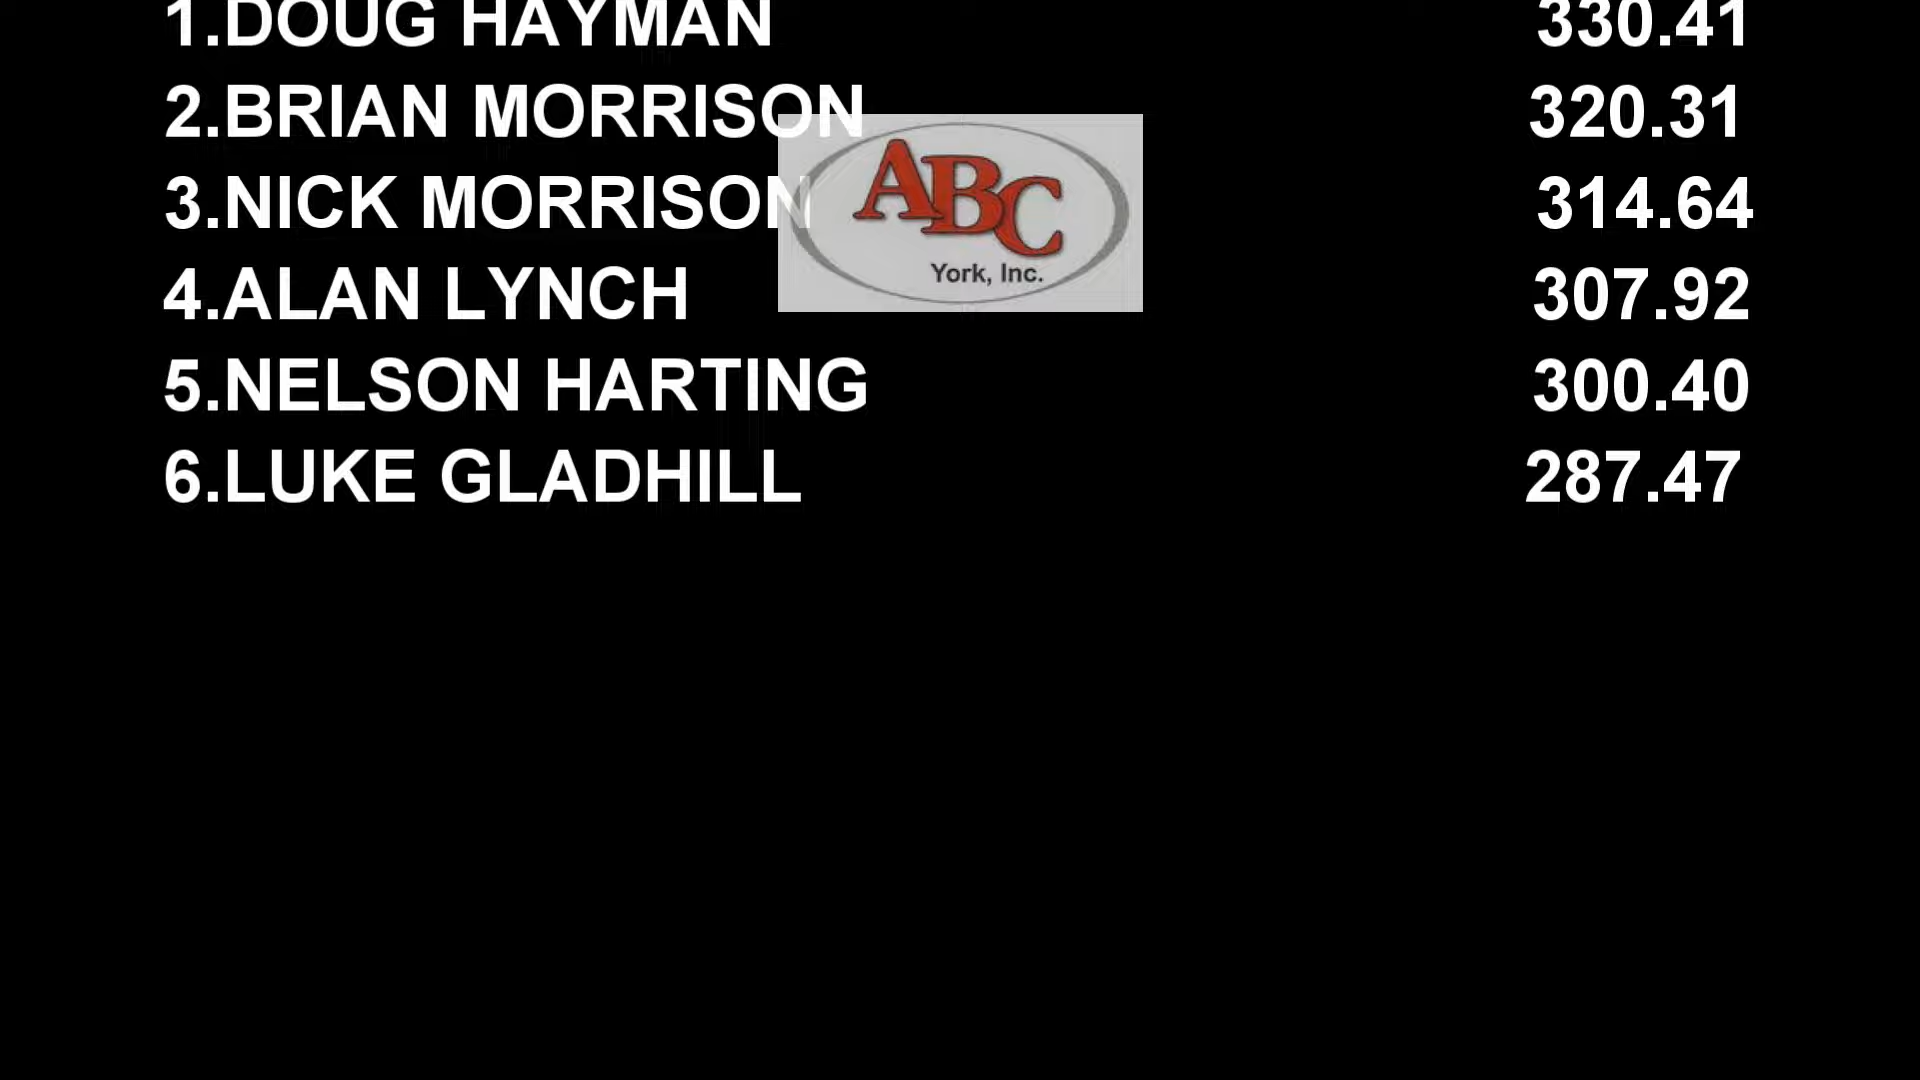 1.DOUG HAYMAN 330.41
2.BRIAN MORRISON 320.31
3.NICK MORRISON 314.64
4.ALAN LYNCH 307.92
5.NELSON HARTING 300.40
6.LUKE GLADHILL 287.47
ABC
York, Inc.